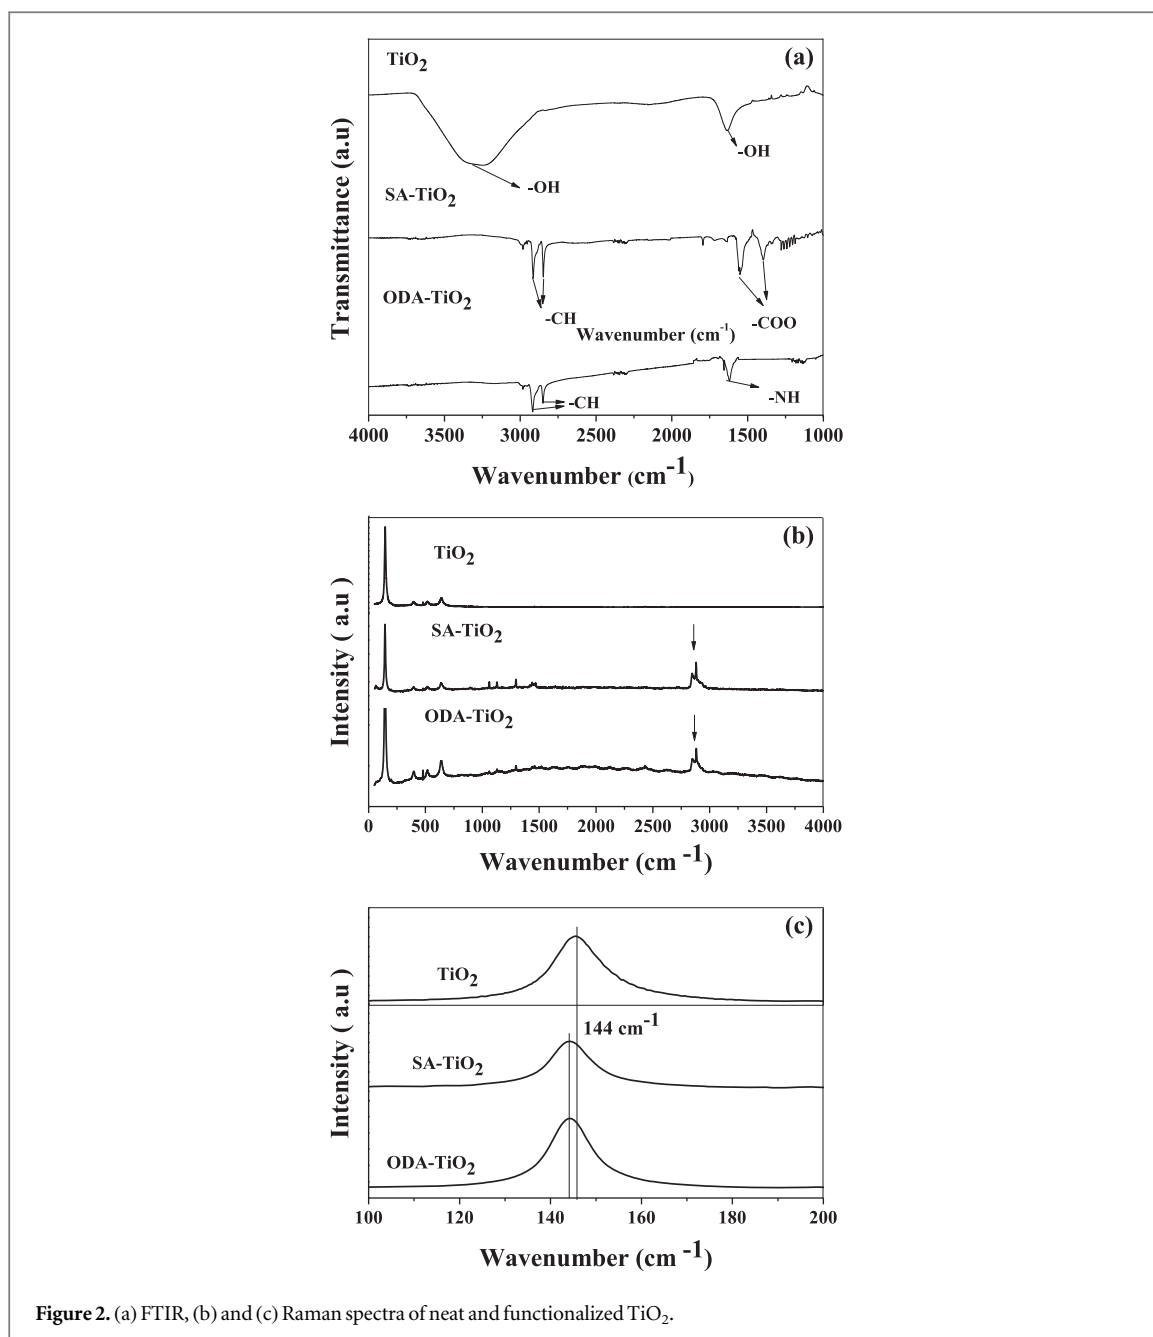 TiO2
(a)
-OH
-OH
SA-TiO2
-CH
-COO
ODA-TiO2
Wavenumber (cm-1)
-CH
-NH
Transmittance (a.u)
4000 3500 3000 2500 2000 1500 1000
Wavenumber (cm-1)
(b)
TiO2
SA-TiO2
ODA-TiO2
Intensity ( a.u )
0 500 1000 1500 2000 2500 3000 3500 4000
Wavenumber (cm -1)
(c)
TiO2
144 cm-1
SA-TiO2
ODA-TiO2
Intensity ( a.u )
100 120 140 160 180 200
Wavenumber (cm -1)
Figure 2. (a) FTIR, (b) and (c) Raman spectra of neat and functionalized TiO2.